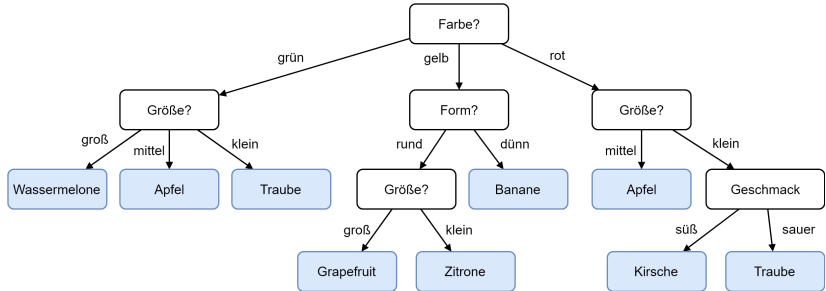 Farbe?
grün
gelb
rot
Größe?
Form?
Größe?
groß
mittel
klein
rund
dünn
mittel
klein
Wassermelone
Apfel
Traube
Größe?
Banane
Apfel
Geschmack
groß
klein
süß
sauer
Grapefruit
Zitrone
Kirsche
Traube